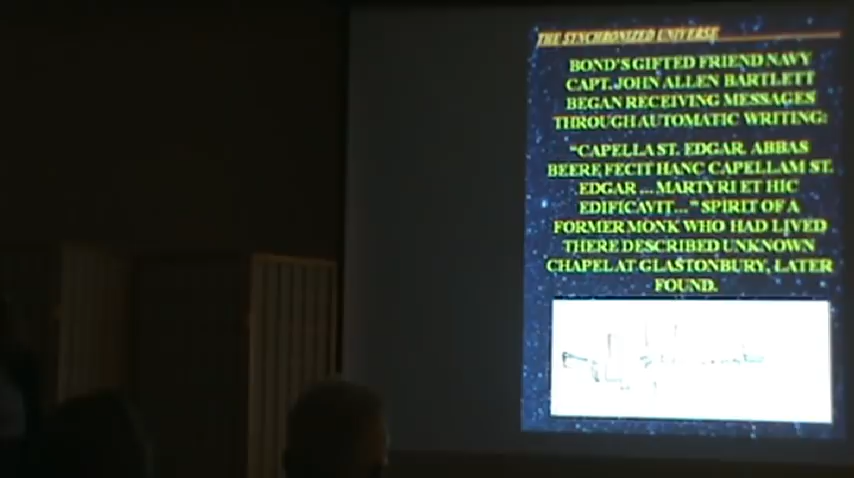 THE SYNCHRONIZED UNIVERSE
BOND'S GIFTED FRIEND NAVY
CAPT. JOHN ALLEN BARTLETT
BEGAN RECEIVING MESSAGES
THROUGH AUTOMATIC WRITING:
"CAPELLA ST. EDGAR. ABBAS
BEERE FECIT HANC CAPELLAM ST.
EDGAR ... MARTYRI ET HIC
EDIFICAVIT..." SPIRIT OF A
FORMER MONK WHO HAD LIVED
THERE DESCRIBED UNKNOWN
CHAPEL AT GLASTONBURY, LATER
FOUND.